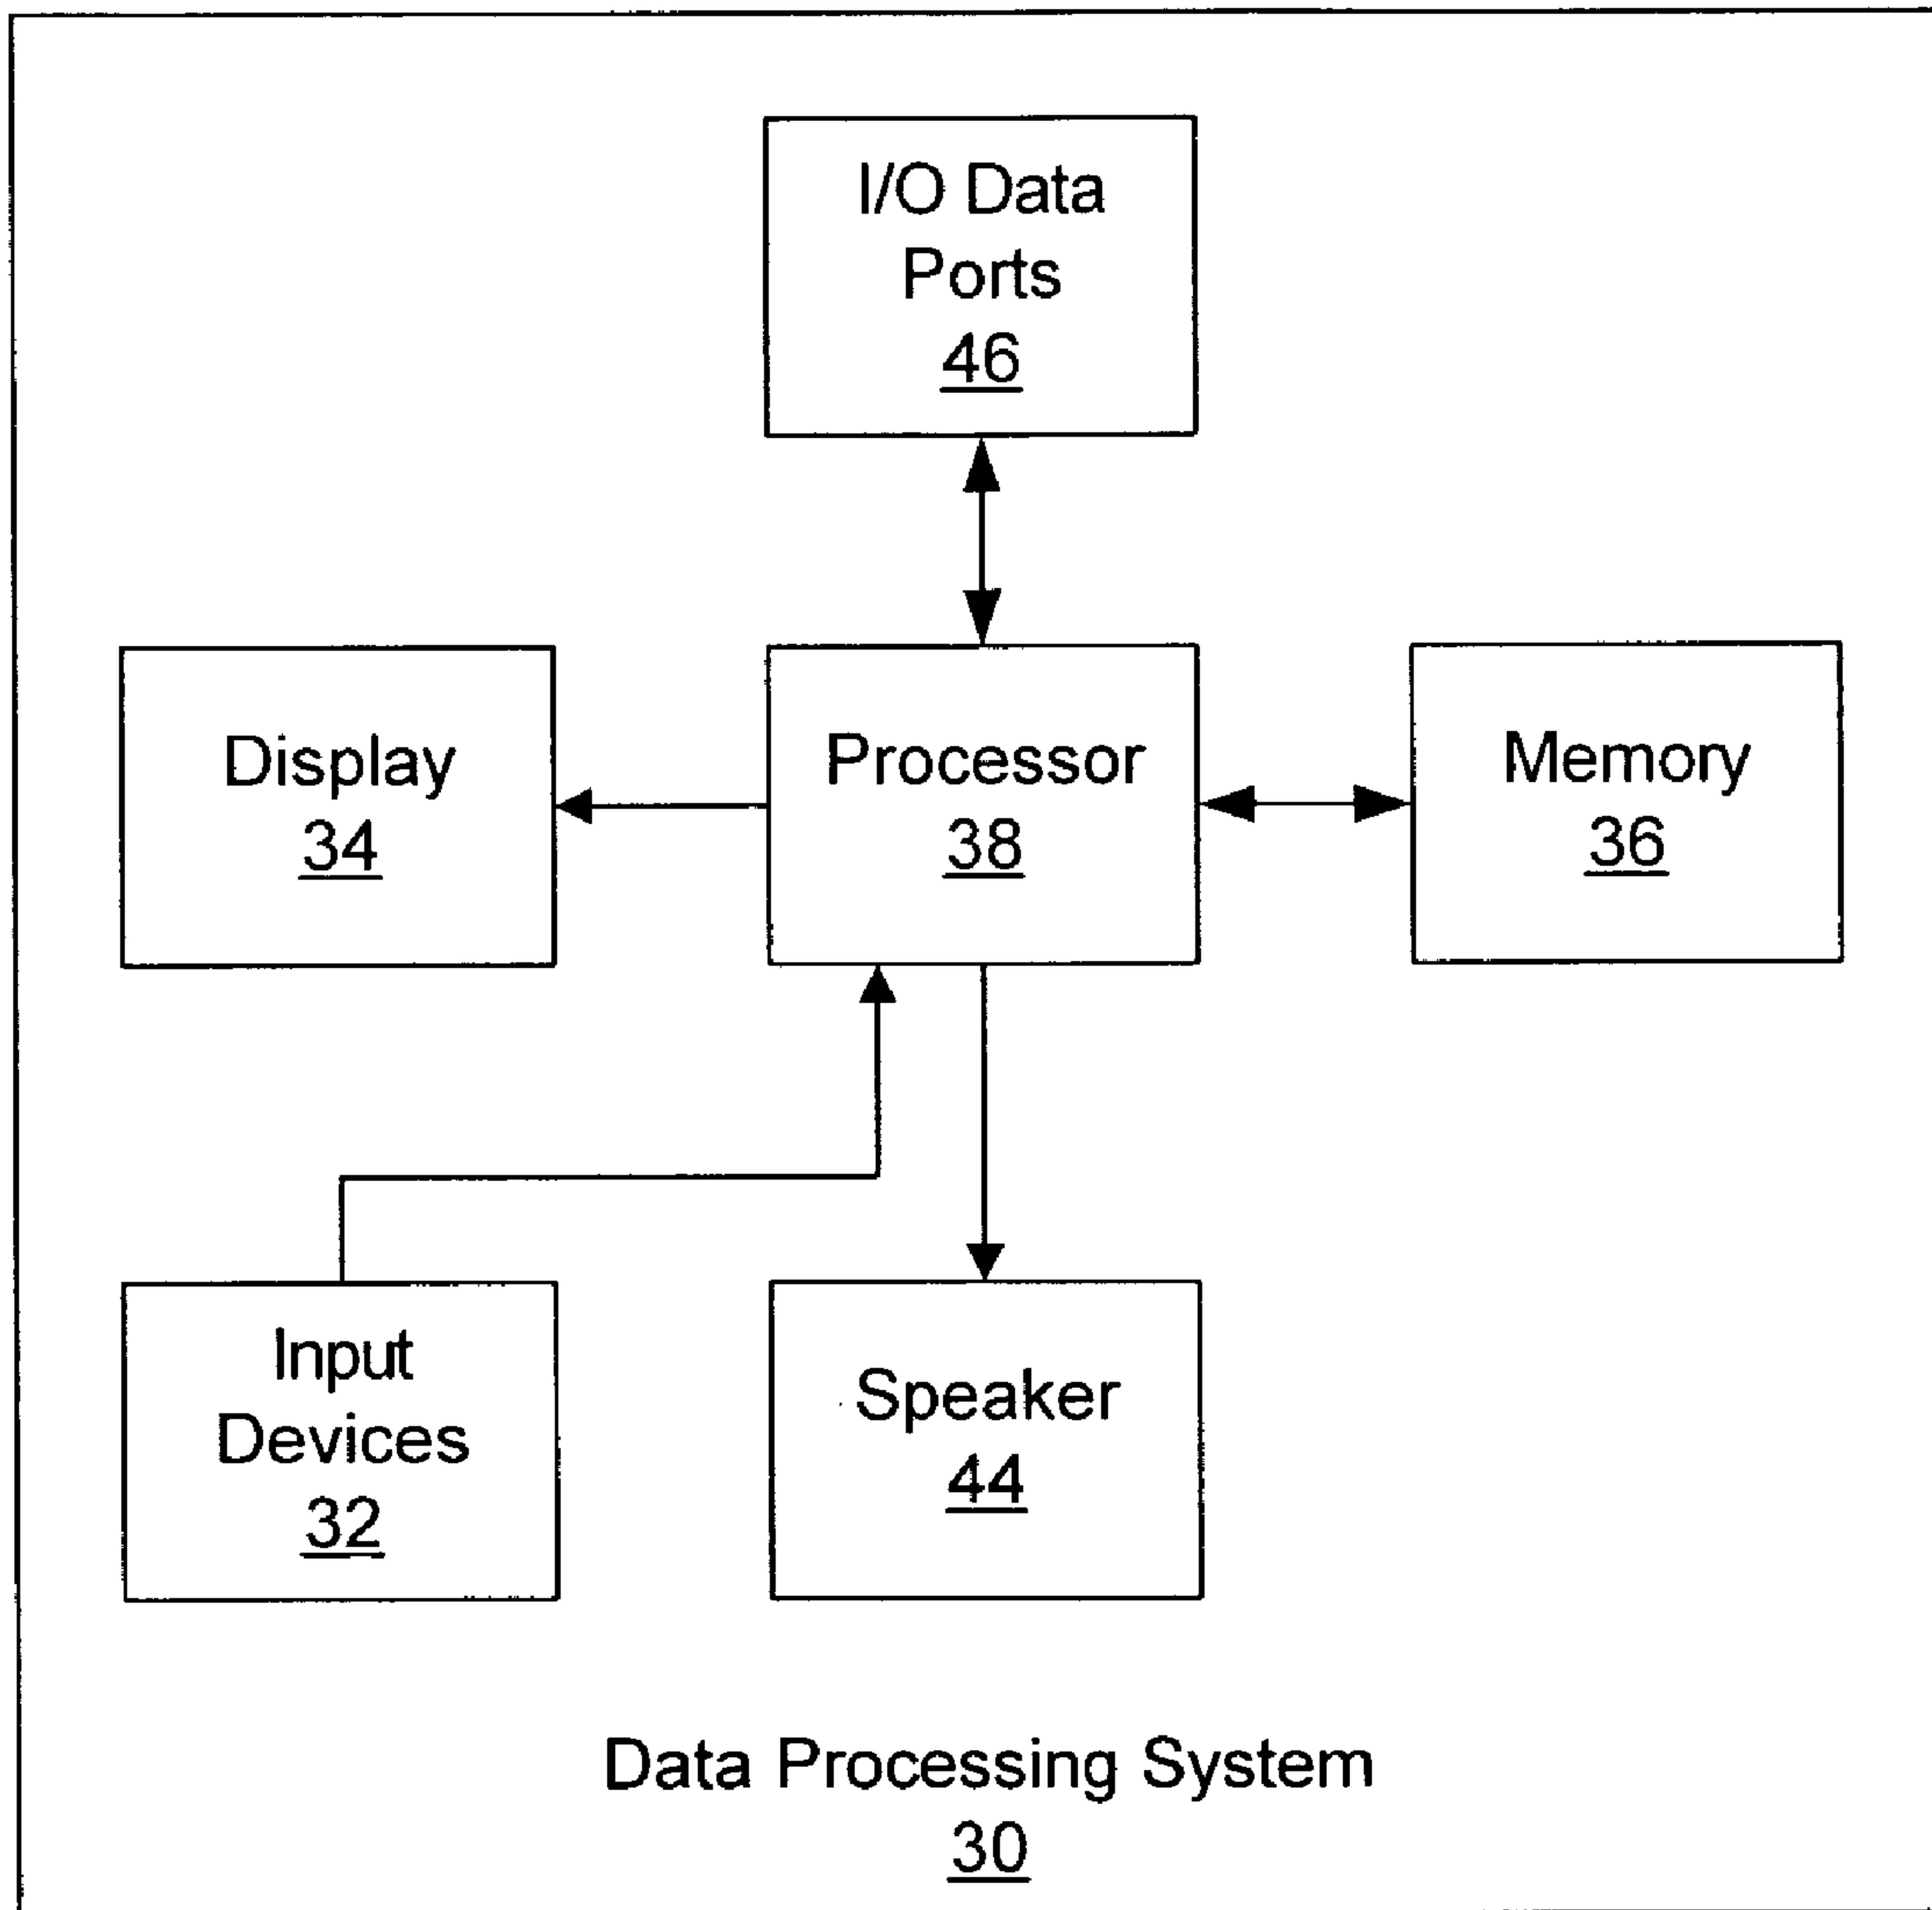 I/O Data
Ports
46
Display
34
Processor
38
Memory
36
Input
Devices
32
Speaker
44
Data Processing System
30